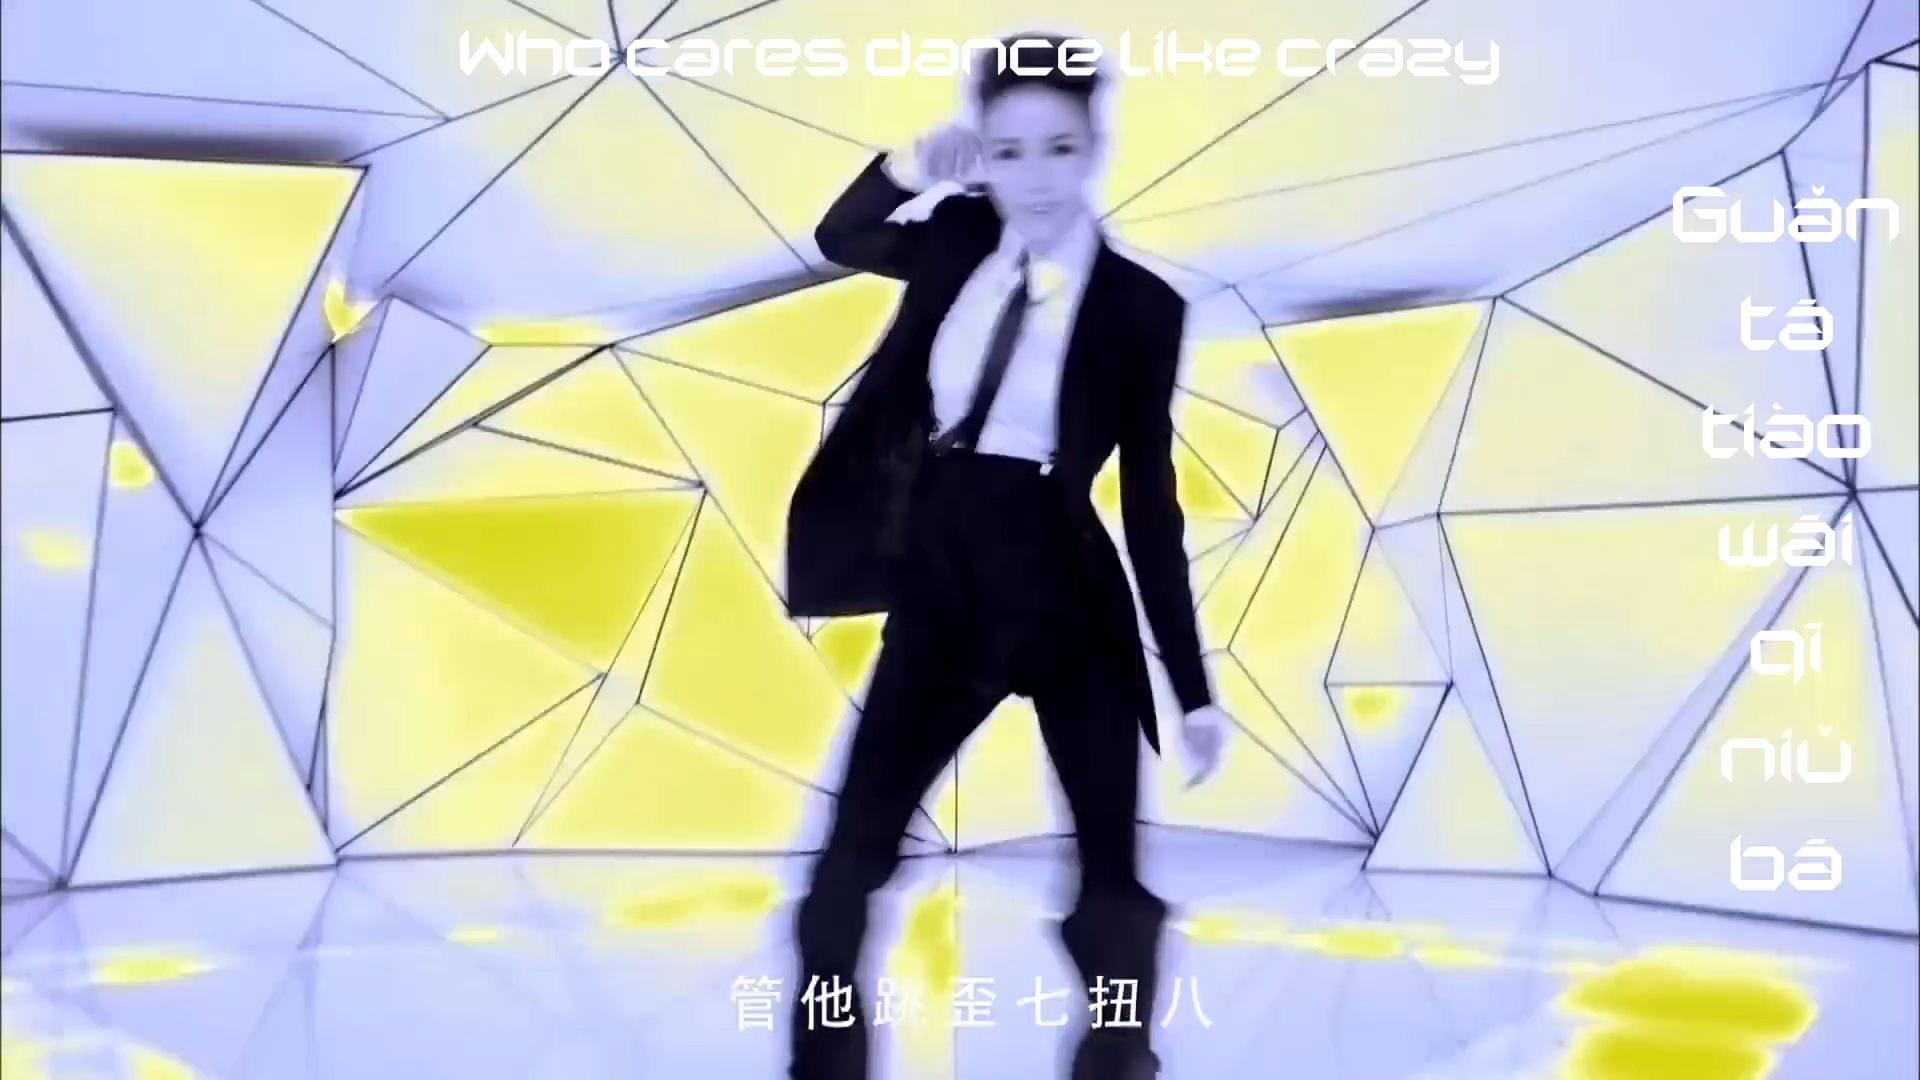 Who cares dance like crazy
Guǎn
tā
tiào
wāi
qī
niǔ
bā
管他跳歪七扭八